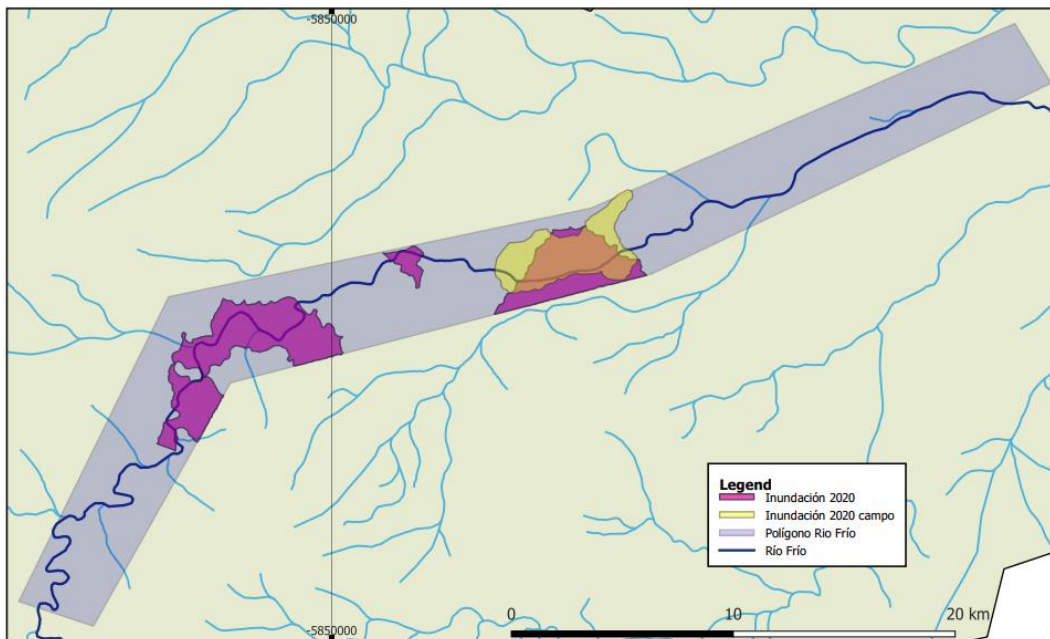 -5850000
Legend
Inundación 2020
Inundación 2020 campo
Polígono Rio Frío
Río Frío
0 10 20 km
-5850000